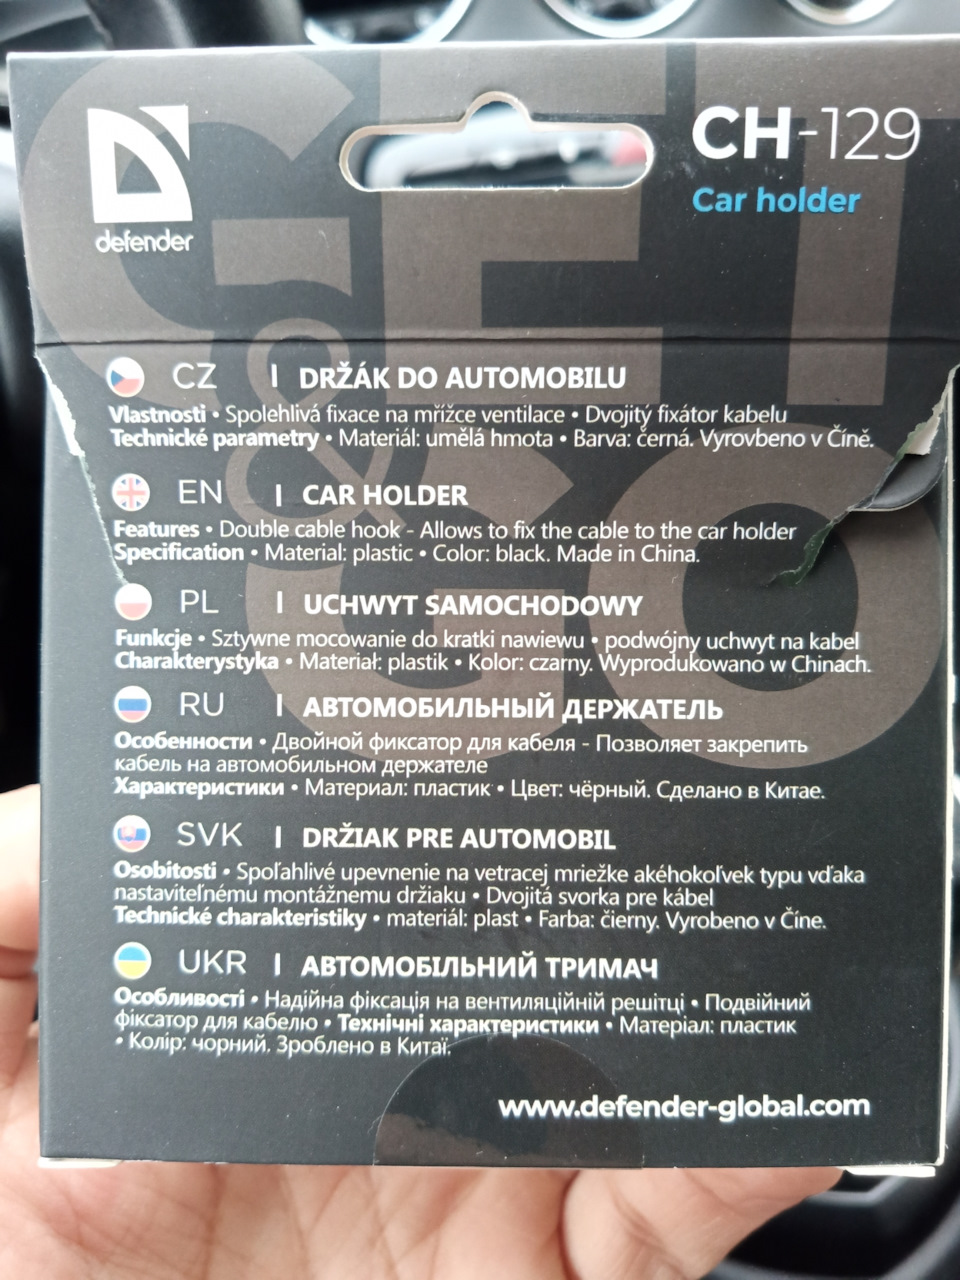 defender
CH-129
Car holder
GET
&
GO
CZ | DRŽÁK DO AUTOMOBILU
Vlastnosti • Spolehlivá fixace na mřížce ventilace • Dvojitý fixátor kabelu
Technické parametry • Materiál: umělá hmota • Barva: černá. Vyrovbeno v Číně.
EN | CAR HOLDER
Features • Double cable hook - Allows to fix the cable to the car holder
Specification • Material: plastic • Color: black. Made in China.
PL | UCHWYT SAMOCHODOWY
Funkcje • Sztywne mocowanie do kratki nawiewu • podwójny uchwyt na kabel
Charakterystyka • Materiał: plastik • Kolor: czarny. Wyprodukowano w Chinach.
RU | АВТОМОБИЛЬНЫЙ ДЕРЖАТЕЛЬ
Особенности • Двойной фиксатор для кабеля - Позволяет закрепить
кабель на автомобильном держателе
Характеристики • Материал: пластик • Цвет: чёрный. Сделано в Китае.
SVK | DRŽIAK PRE AUTOMOBIL
Osobitosti • Spoľahlivé upevnenie na vetracej mriežke akéhokoľvek typu vďaka
nastaviteľnému montážnemu držiaku • Dvojitá svorka pre kábel
Technické charakteristiky • materiál: plast • Farba: čierny. Vyrobeno v Číne.
UKR | АВТОМОБІЛЬНИЙ ТРИМАЧ
Особливості • Надійна фіксація на вентиляційній решітці • Подвійний
фіксатор для кабелю • Технічні характеристики • Матеріал: пластик
• Колір: чорний. Зроблено в Китаї.
www.defender-global.com